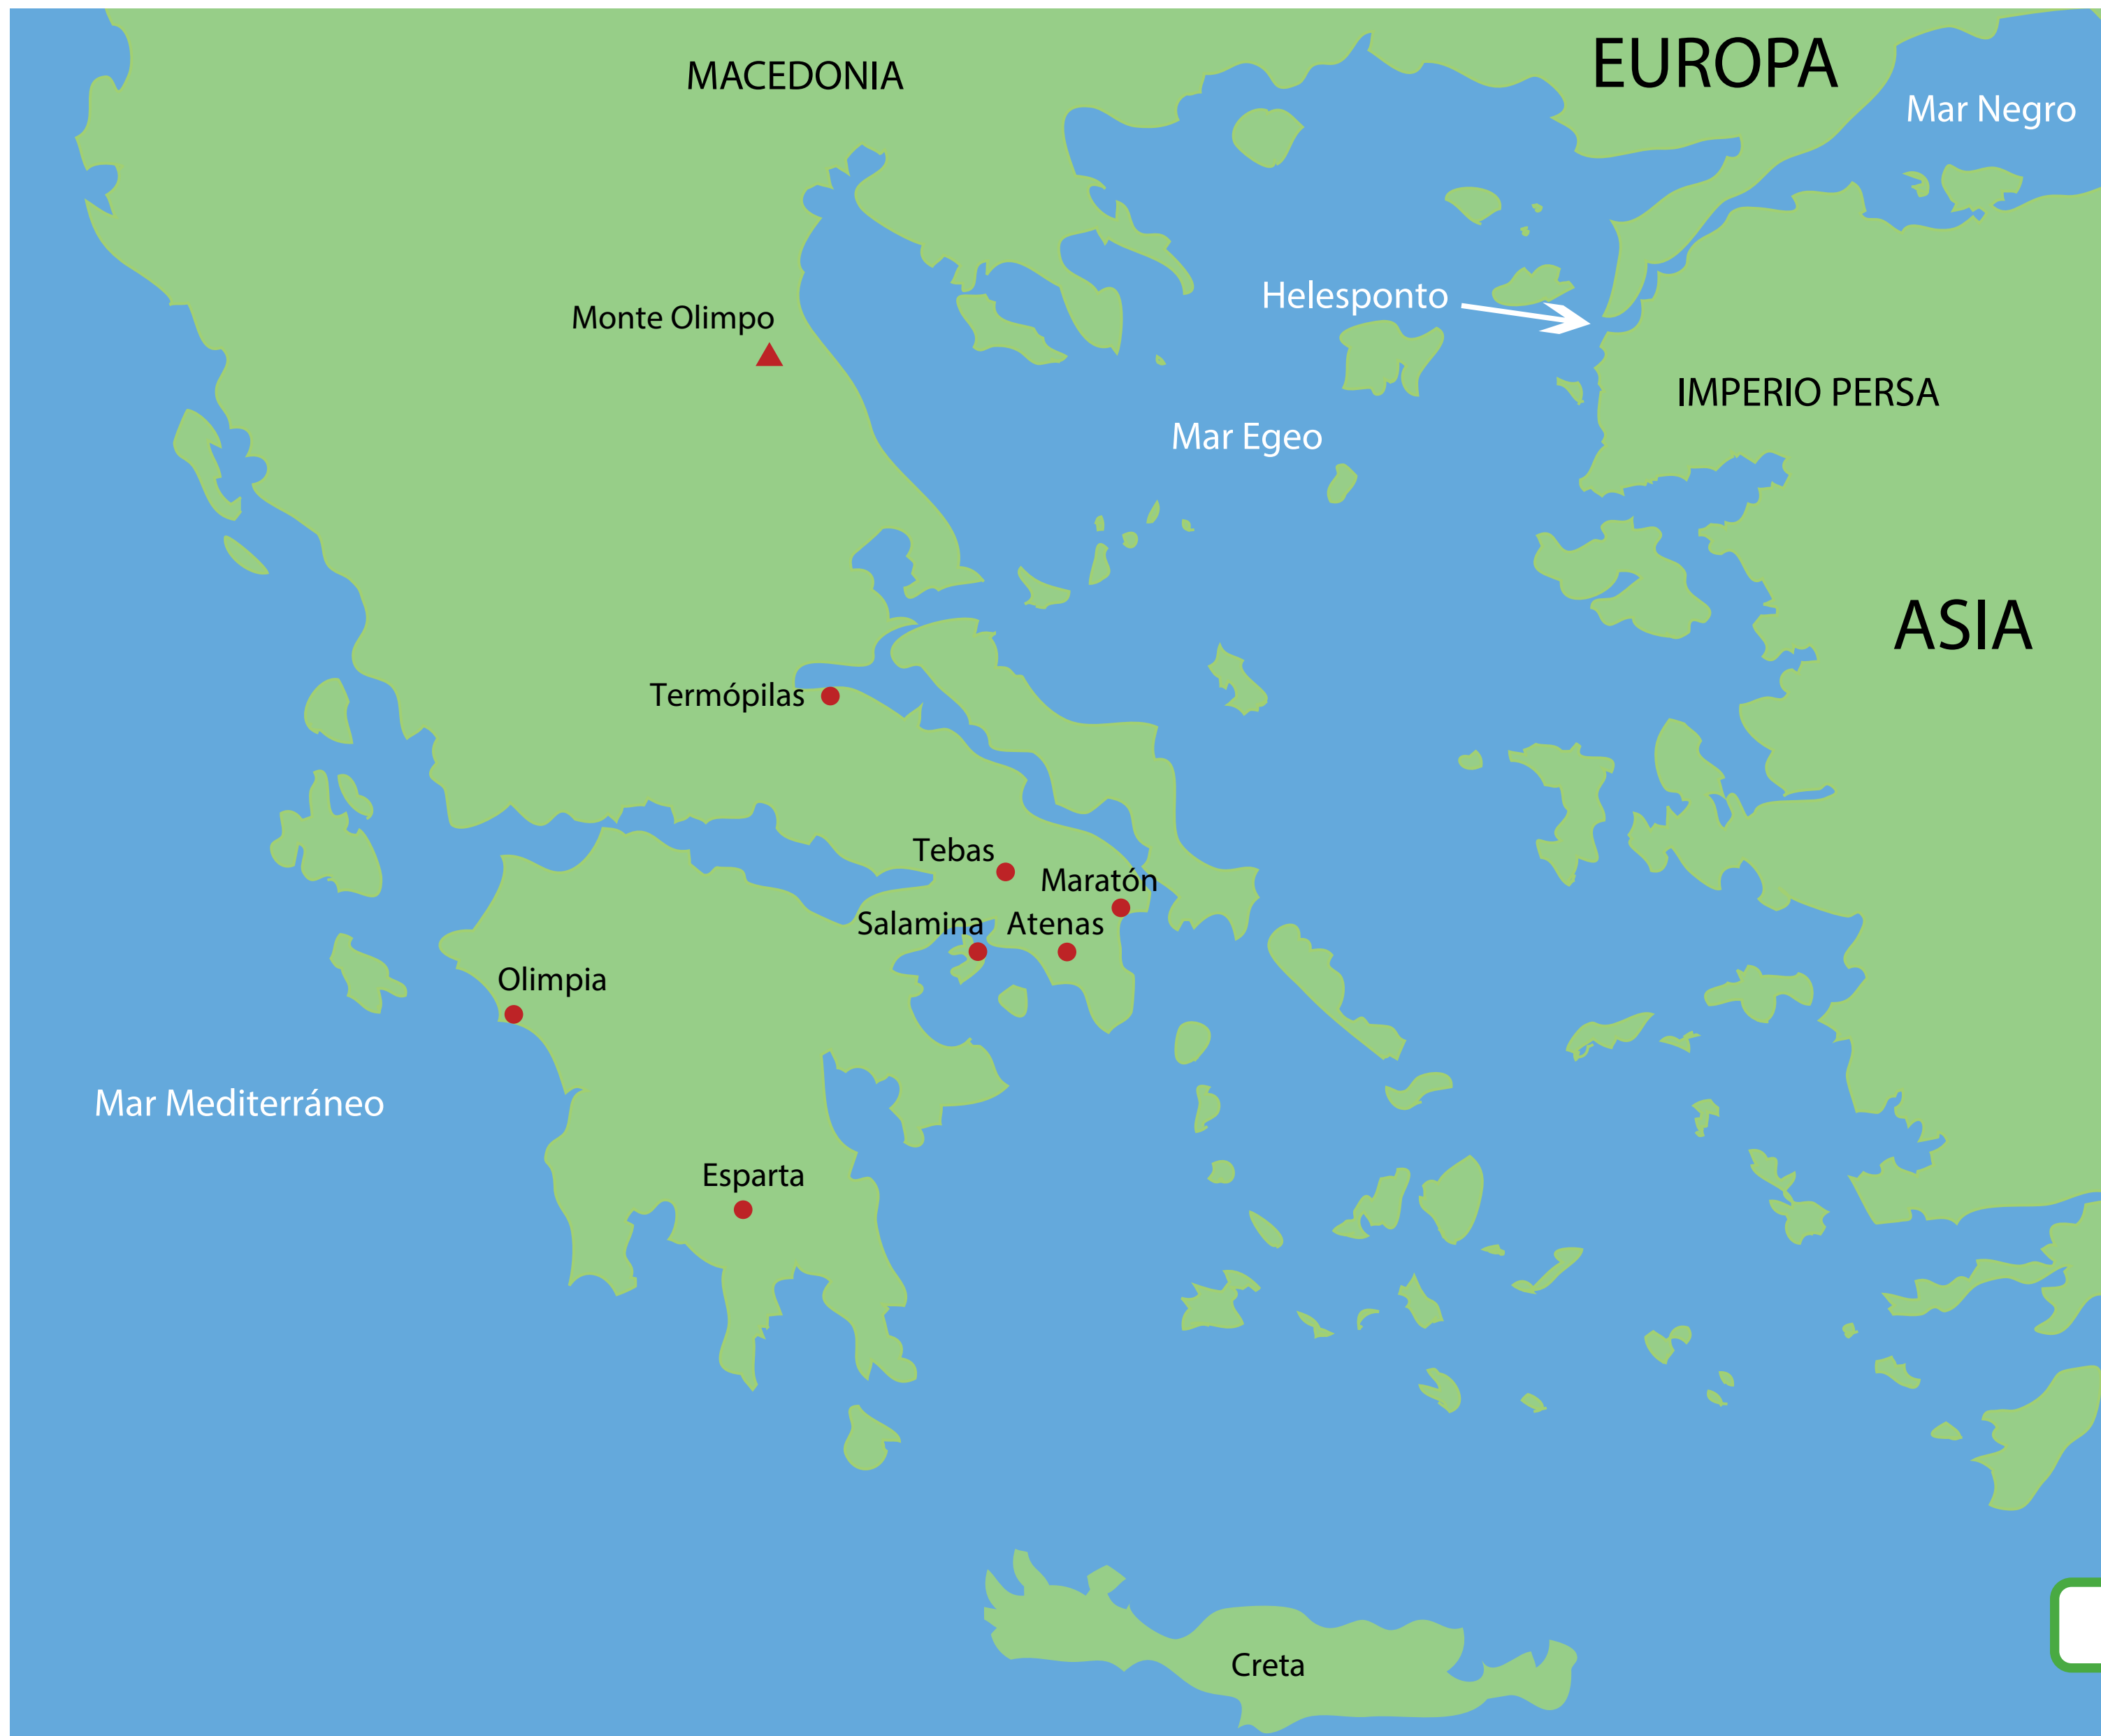 EUROPA
MACEDONIA
Mar Negro
Helesponto
Monte Olimpo
IMPERIO PERSA
Mar Egeo
ASIA
Termópilas
Tebas
Maratón
Salamina
Atenas
Olimpia
Mar Mediterráneo
Esparta
Creta